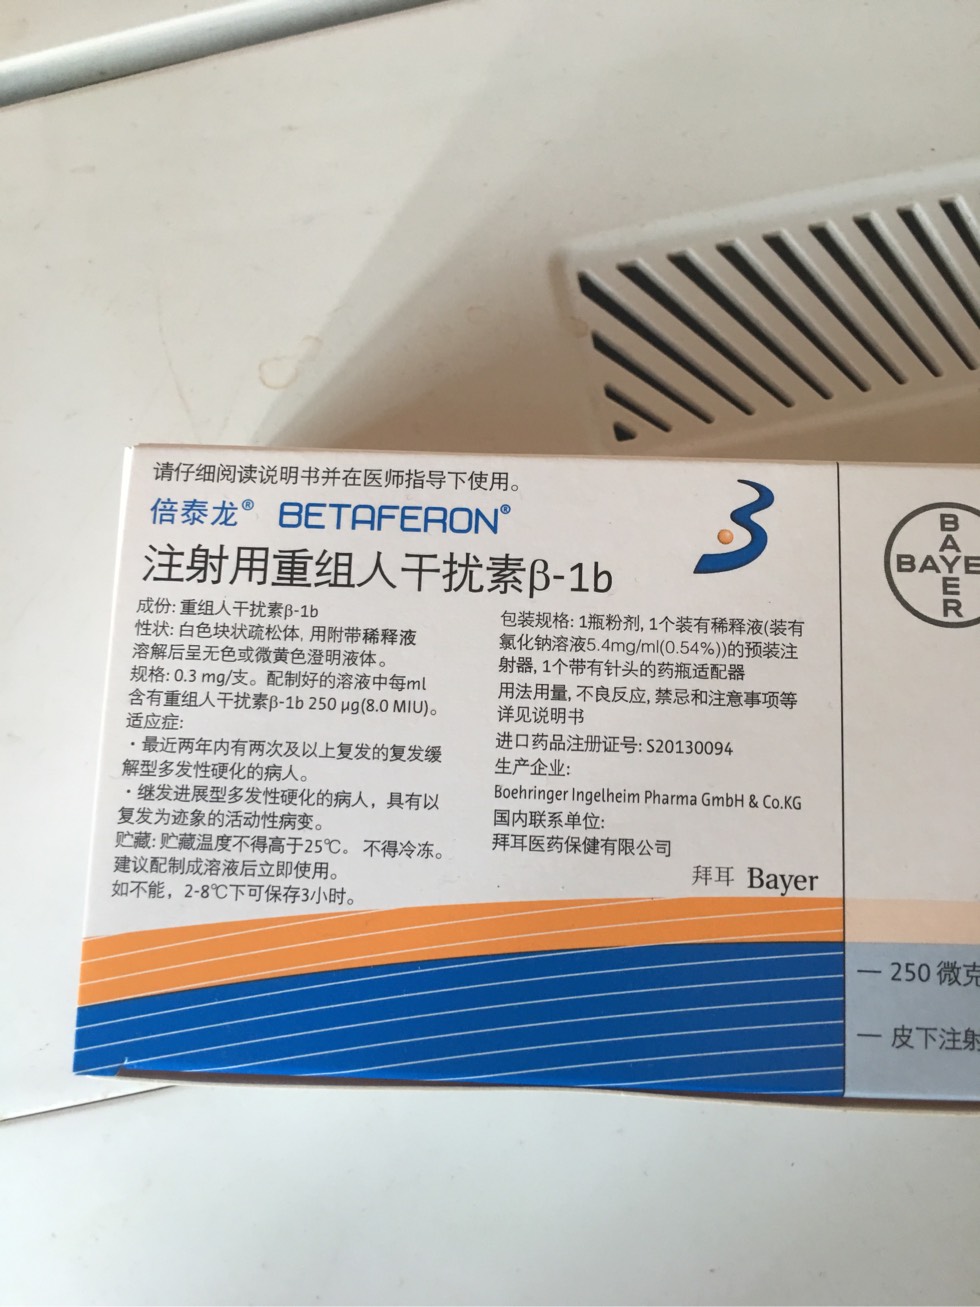 请仔细阅读说明书并在医师指导下使用。
倍泰龙® BETAFERON®
注射用重组人干扰素β-1b
成份: 重组人干扰素β-1b
性状: 白色块状疏松体, 用附带稀释液
溶解后呈无色或微黄色澄明液体。
规格: 0.3 mg/支。配制好的溶液中每ml
含有重组人干扰素β-1b 250 µg(8.0 MIU)。
适应症:
· 最近两年内有两次及以上复发的复发缓
解型多发性硬化的病人。
· 继发进展型多发性硬化的病人，具有以
复发为迹象的活动性病变。
贮藏: 贮藏温度不得高于25℃。不得冷冻。
建议配制成溶液后立即使用。
如不能，2-8℃下可保存3小时。
包装规格: 1瓶粉剂, 1个装有稀释液(装有
氯化钠溶液5.4mg/ml(0.54%))的预装注
射器, 1个带有针头的药瓶适配器
用法用量, 不良反应, 禁忌和注意事项等
详见说明书
进口药品注册证号: S20130094
生产企业:
Boehringer Ingelheim Pharma GmbH & Co.KG
国内联系单位:
拜耳医药保健有限公司
拜耳 Bayer
BAYER
BAYE
— 250 微克
— 皮下注射